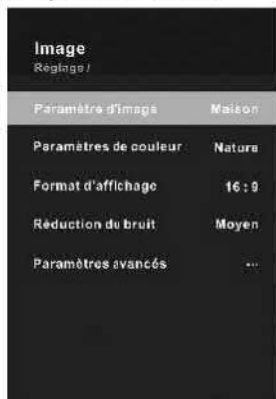 Image
Réglage /
Paramètre d'image Maison
Paramètres de couleur Nature
Format d'affichage 16 : 9
Réduction du bruit Moyen
Paramètres avancés ...